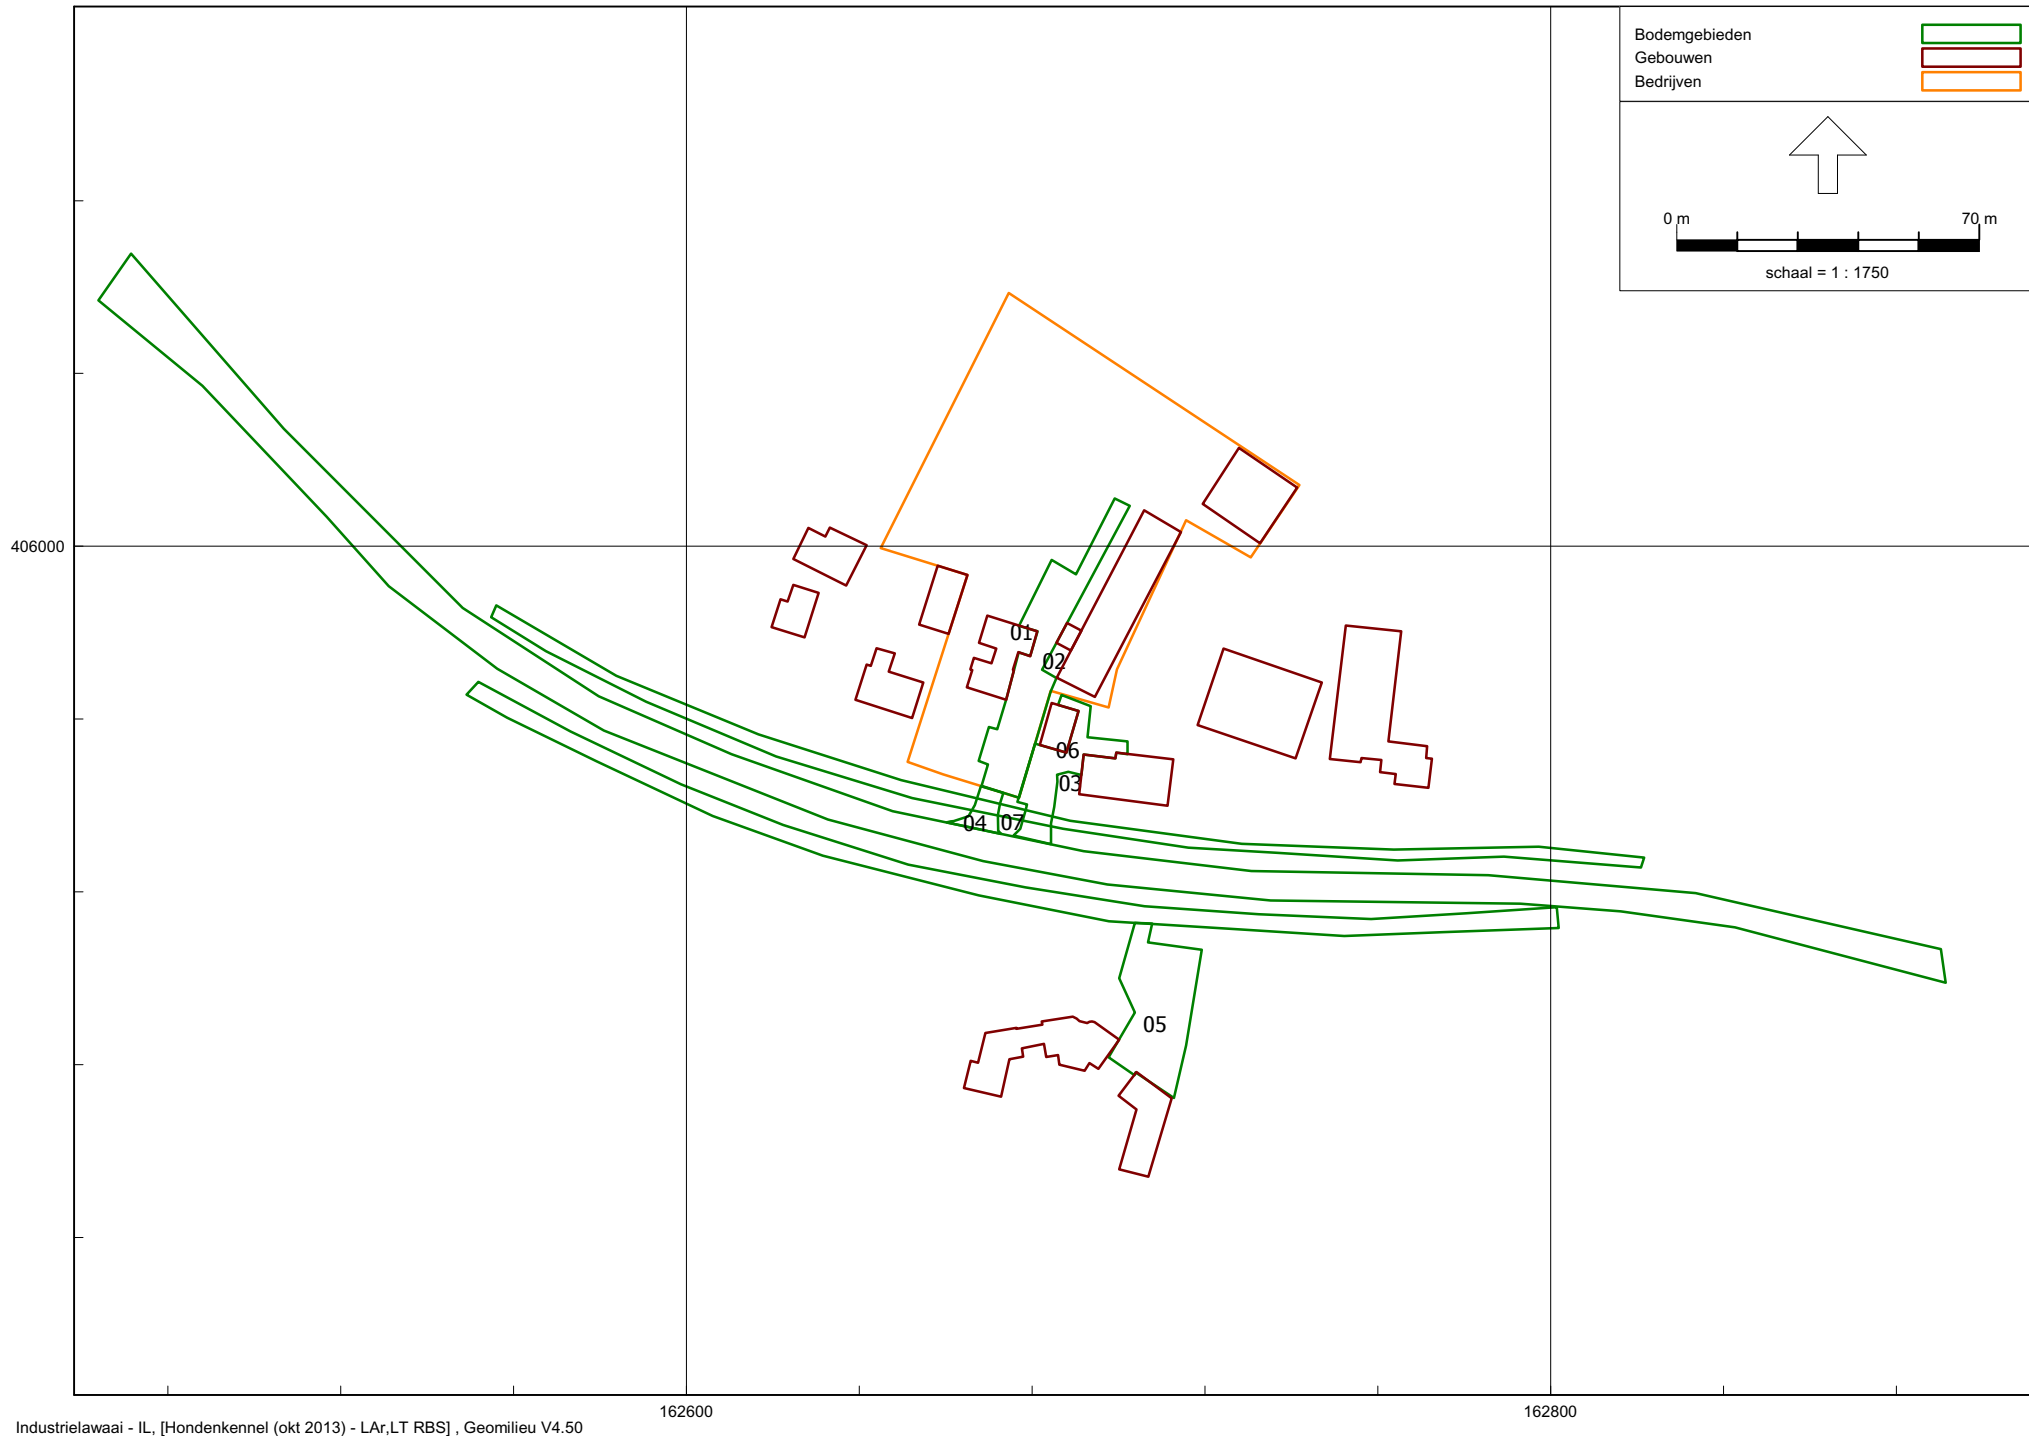 Bodemgebieden
Gebouwen
Bedrijven
0 m 70 m
schaal = 1 : 1750
406000
01
02
06
03
04 07
05
162600 162800
Industrielawaai - IL, [Hondenkennel (okt 2013) - LAr,LT RBS] , Geomilieu V4.50